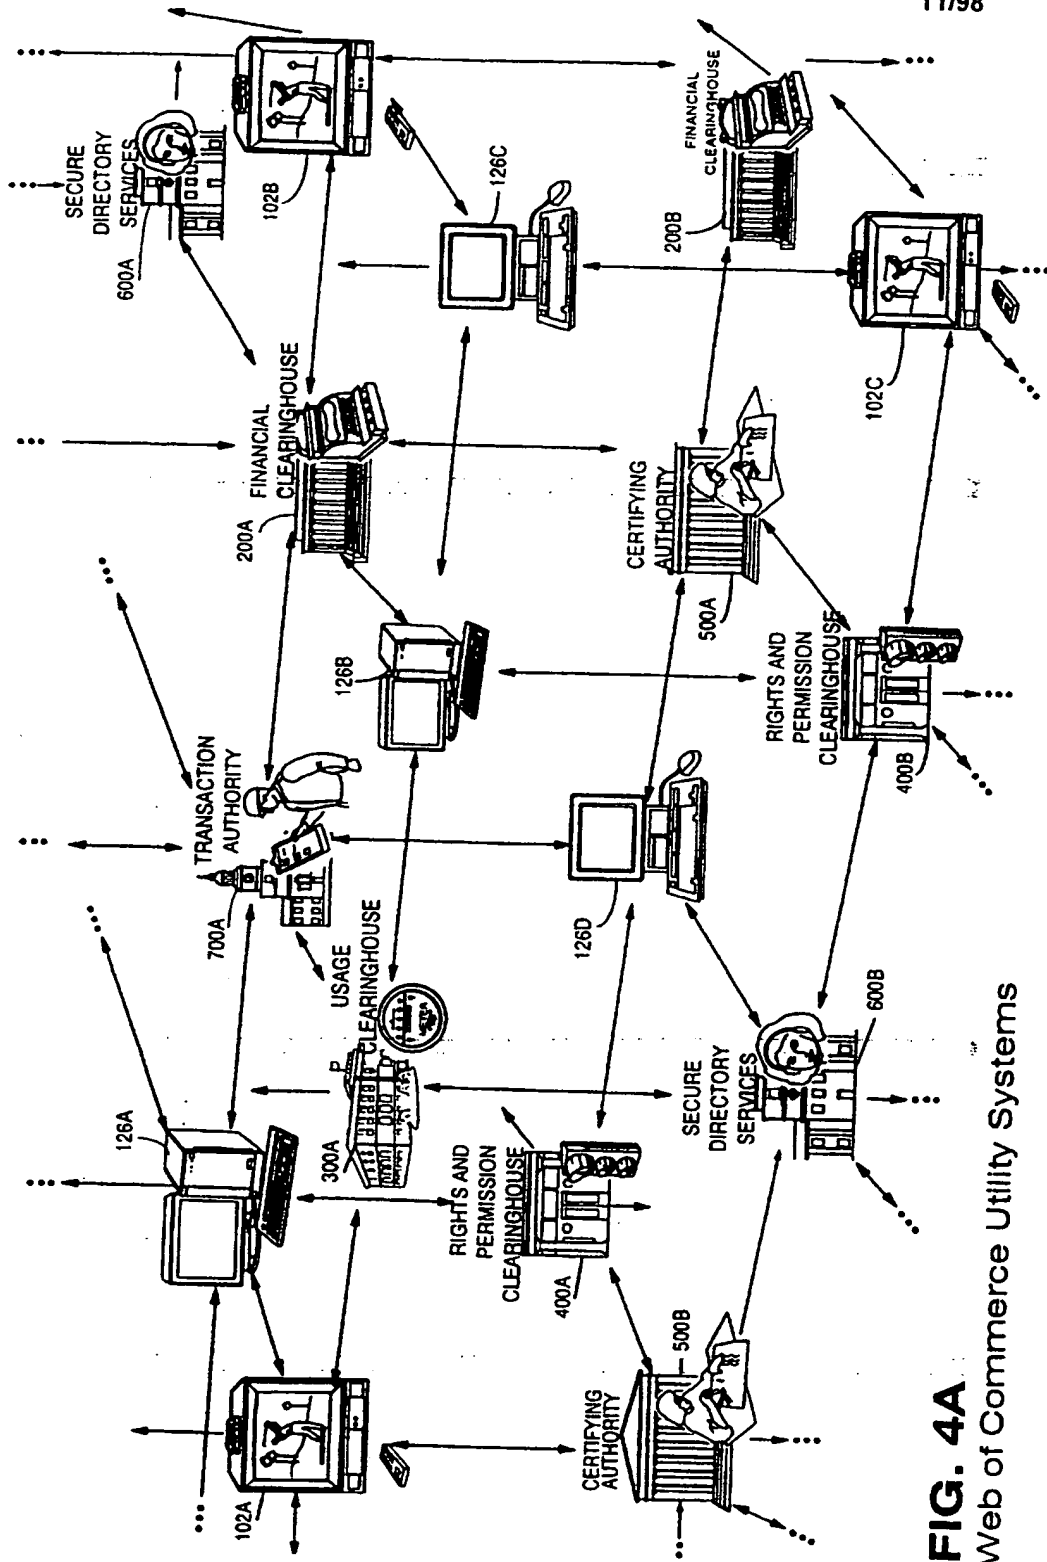 11/98
SECURE
DIRECTORY
SERVICES
600A
102B
126C
FINANCIAL
CLEARINGHOUSE
200B
102C
FINANCIAL
CLEARINGHOUSE
200A
CERTIFYING
AUTHORITY
500A
126B
RIGHTS AND
PERMISSION
CLEARINGHOUSE
400B
TRANSACTION
AUTHORITY
700A
126D
USAGE
CLEARINGHOUSE
METER
300A
SECURE
DIRECTORY
SERVICES
600B
126A
RIGHTS AND
PERMISSION
CLEARINGHOUSE
400A
102A
CERTIFYING
AUTHORITY
500B
FIG. 4A
Web of Commerce Utility Systems